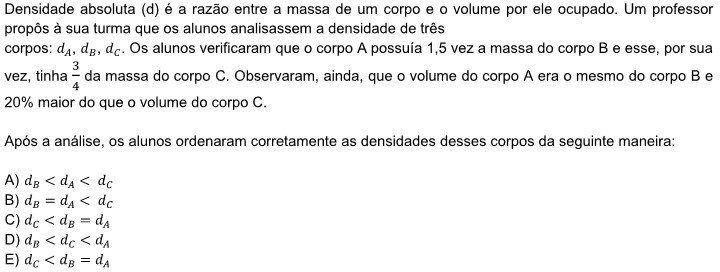 Densidade absoluta (d) é a razão entre a massa de um corpo e o volume por ele ocupado. Um professor
propôs à sua turma que os alunos analisassem a densidade de três
corpos: d_A, d_B, d_C. Os alunos verificaram que o corpo A possuía 1,5 vez a massa do corpo B e esse, por sua
vez, tinha 3/4 da massa do corpo C. Observaram, ainda, que o volume do corpo A era o mesmo do corpo B e
20% maior do que o volume do corpo C.
Após a análise, os alunos ordenaram corretamente as densidades desses corpos da seguinte maneira:
A) d_B < d_A < d_C
B) d_B = d_A < d_C
C) d_C < d_B = d_A
D) d_B < d_C < d_A
E) d_C < d_B = d_A